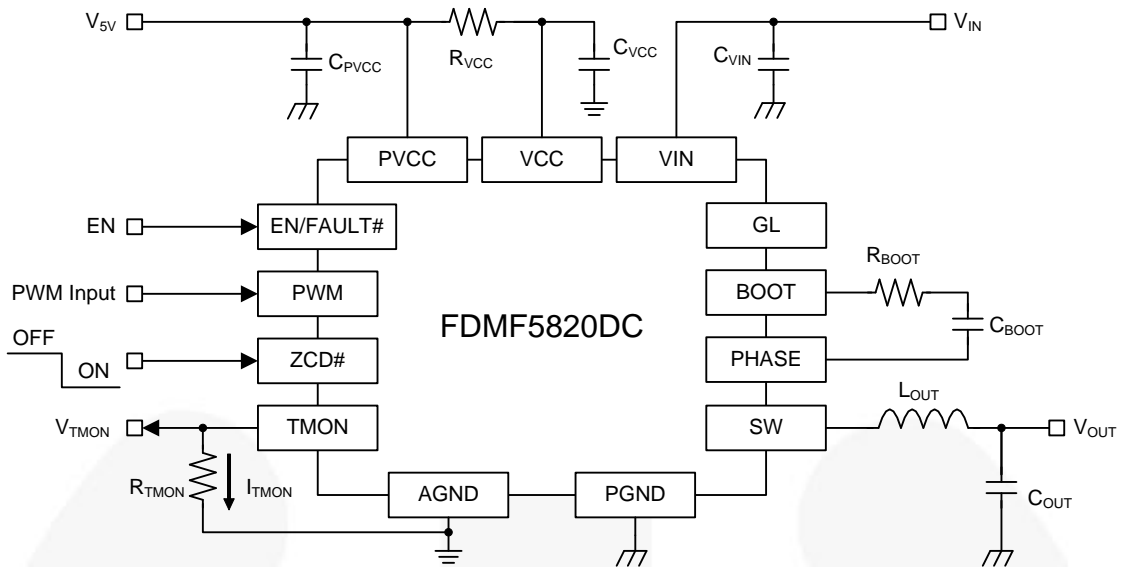 V5V
RVCC
VIN
CPVCC
CVCC
CVIN
PVCC
VCC
VIN
EN
EN/FAULT#
GL
PWM Input
PWM
BOOT
RBOOT
CBOOT
FDMF5820DC
OFF
ON
ZCD#
PHASE
VTMON
TMON
SW
LOUT
VOUT
RTMON
ITMON
AGND
PGND
COUT